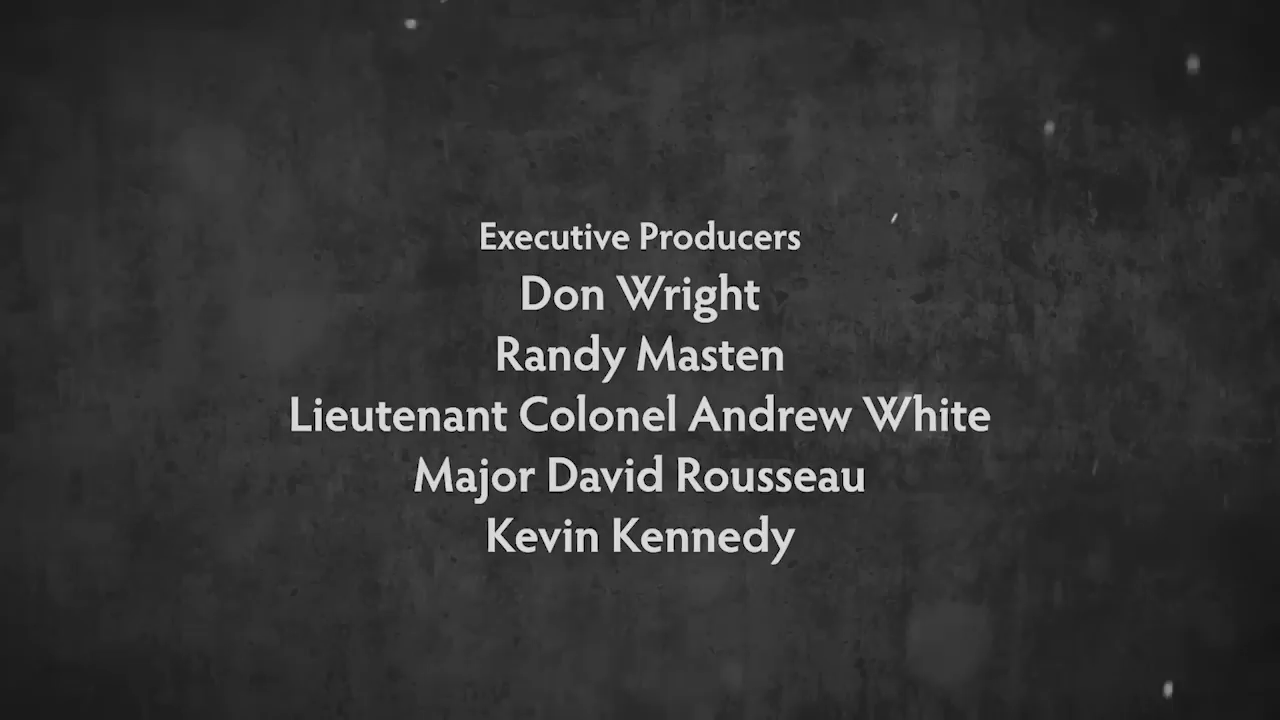 Executive Producers
Don Wright
Randy Masten
Lieutenant Colonel Andrew White
Major David Rousseau
Kevin Kennedy